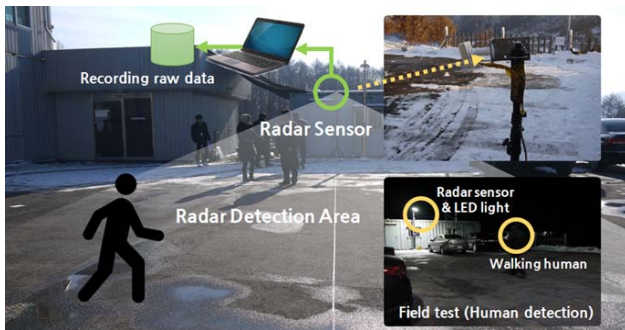 Recording raw data
Radar Sensor
Radar Detection Area
Radar sensor
& LED light
Walking human
Field test (Human detection)